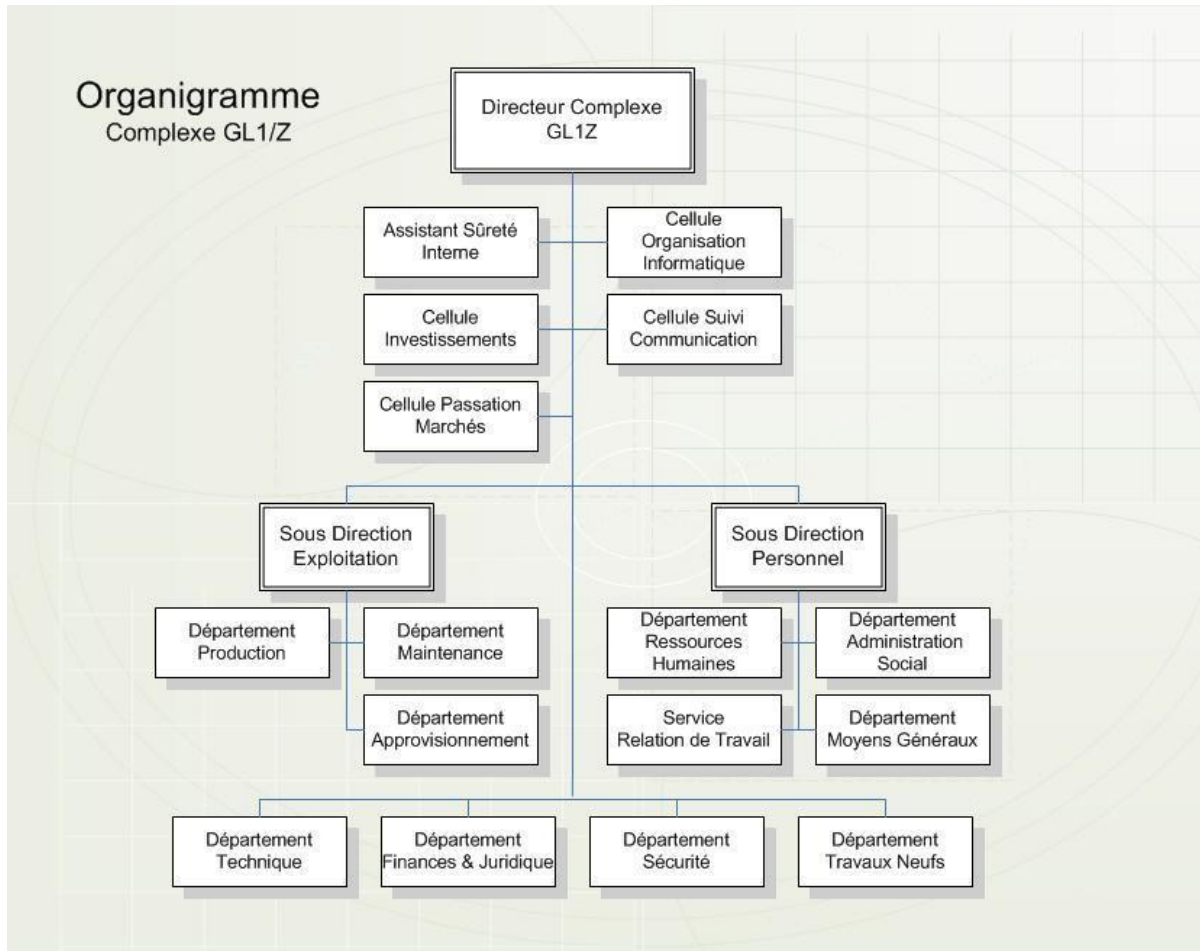 Organigramme
Complexe GL1/Z
Directeur Complexe
GL1Z
Assistant Sûreté
Interne
Cellule
Organisation
Informatique
Cellule
Investissements
Cellule Suivi
Communication
Cellule Passation
Marchés
Sous Direction
Exploitation
Sous Direction
Personnel
Département
Production
Département
Maintenance
Département
Ressources
Humaines
Département
Administration
Social
Département
Approvisionnement
Service
Relation de Travail
Département
Moyens Généraux
Département
Technique
Département
Finances & Juridique
Département
Sécurité
Département
Travaux Neufs